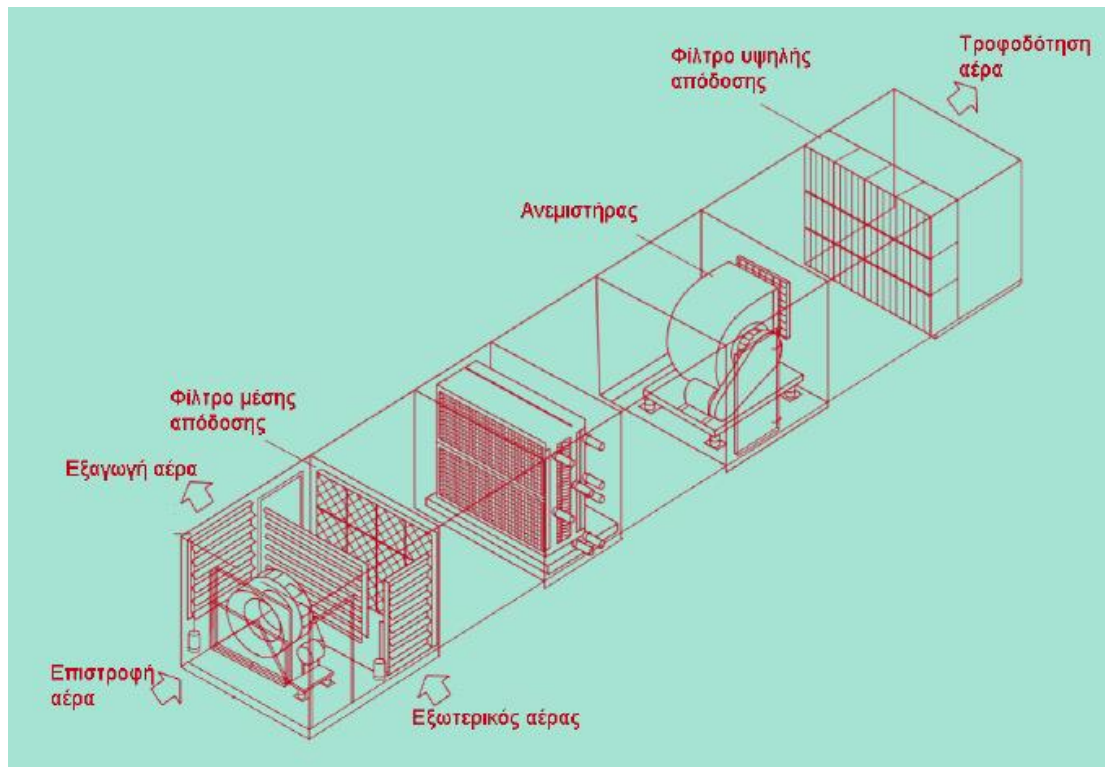 Τροφοδότηση
αέρα
Φίλτρο υψηλής
απόδοσης
Ανεμιστήρας
Φίλτρο μέσης
απόδοσης
Εξαγωγή αέρα
Επιστροφή
αέρα
Εξωτερικός αέρας